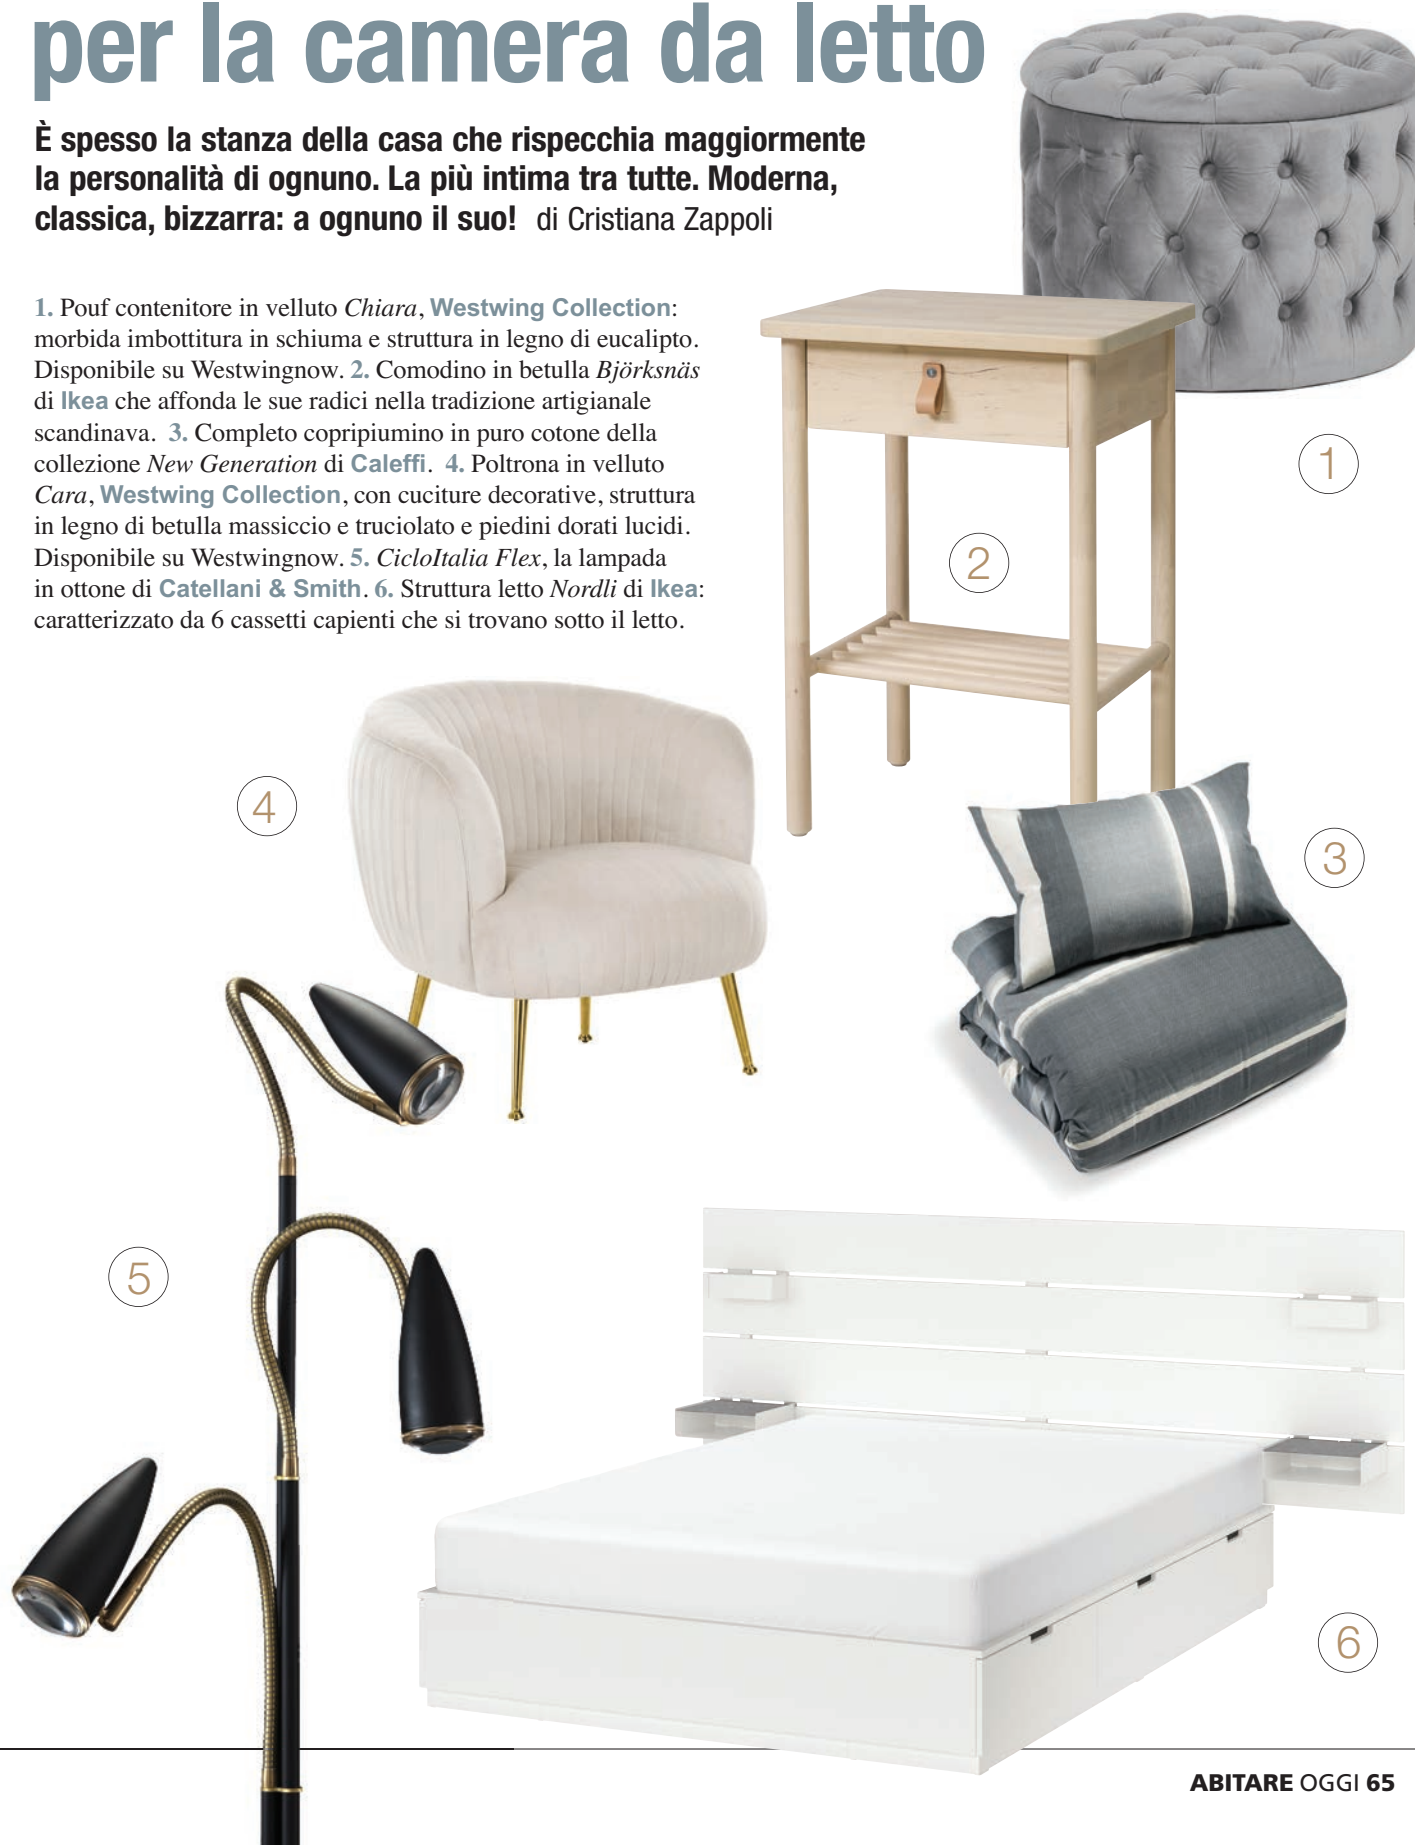 per la camera da letto
È spesso la stanza della casa che rispecchia maggiormente
la personalità di ognuno. La più intima tra tutte. Moderna,
classica, bizzarra: a ognuno il suo! di Cristiana Zappoli
1. Pouf contenitore in velluto Chiara, Westwing Collection:
morbida imbottitura in schiuma e struttura in legno di eucalipto.
Disponibile su Westwingnow. 2. Comodino in betulla Björksnäs
di Ikea che affonda le sue radici nella tradizione artigianale
scandinava. 3. Completo copripiumino in puro cotone della
collezione New Generation di Caleffi. 4. Poltrona in velluto
Cara, Westwing Collection, con cuciture decorative, struttura
in legno di betulla massiccio e truciolato e piedini dorati lucidi.
Disponibile su Westwingnow. 5. CicloItalia Flex, la lampada
in ottone di Catellani & Smith. 6. Struttura letto Nordli di Ikea:
caratterizzato da 6 cassetti capienti che si trovano sotto il letto.
1
2
4
3
5
6
ABITARE OGGI 65